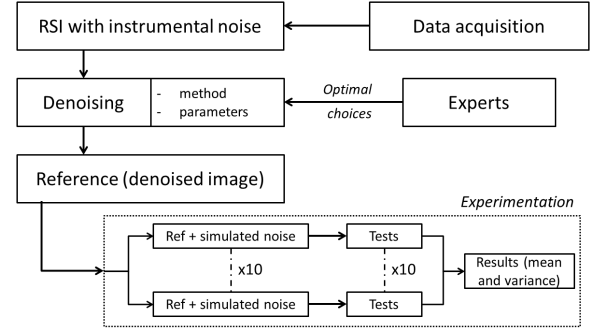 RSI with instrumental noise
Data acquisition
Denoising
- method
- parameters
Optimal
choices
Experts
Reference (denoised image)
Experimentation
Ref + simulated noise
Tests
x10
x10
Results (mean
and variance)
Ref + simulated noise
Tests